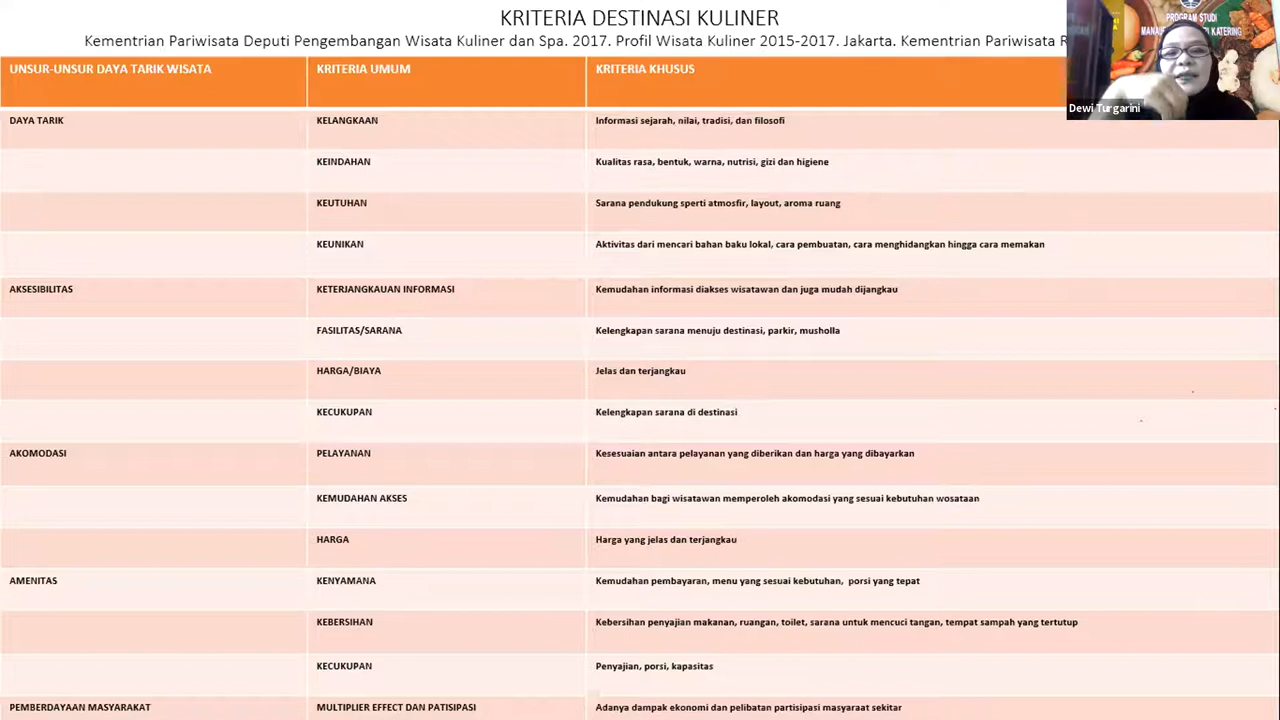 KRITERIA DESTINASI KULINER
Kementrian Pariwisata Deputi Pengembangan Wisata Kuliner dan Spa. 2017. Profil Wisata Kuliner 2015-2017. Jakarta. Kementrian Pariwisata R
PROGRAM STUDI
KATERING
Dewi Turgarini
UNSUR-UNSUR DAYA TARIK WISATA KRITERIA UMUM KRITERIA KHUSUS
DAYA TARIK KELANGKAAN Informasi sejarah, nilai, tradisi, dan filosofi
KEINDAHAN Kualitas rasa, bentuk, warna, nutrisi, gizi dan higiene
KEUTUHAN Sarana pendukung sperti atmosfir, layout, aroma ruang
KEUNIKAN Aktivitas dari mencari bahan baku lokal, cara pembuatan, cara menghidangkan hingga cara memakan
AKSESIBILITAS KETERJANGKAUAN INFORMASI Kemudahan informasi diakses wisatawan dan juga mudah dijangkau
FASILITAS/SARANA Kelengkapan sarana menuju destinasi, parkir, musholla
HARGA/BIAYA Jelas dan terjangkau
KECUKUPAN Kelengkapan sarana di destinasi
AKOMODASI PELAYANAN Kesesuaian antara pelayanan yang diberikan dan harga yang dibayarkan
KEMUDAHAN AKSES Kemudahan bagi wisatawan memperoleh akomodasi yang sesuai kebutuhan wosataan
HARGA Harga yang jelas dan terjangkau
AMENITAS KENYAMANA Kemudahan pembayaran, menu yang sesuai kebutuhan, porsi yang tepat
KEBERSIHAN Kebersihan penyajian makanan, ruangan, toilet, sarana untuk mencuci tangan, tempat sampah yang tertutup
KECUKUPAN Penyajian, porsi, kapasitas
PEMBERDAYAAN MASYARAKAT MULTIPLIER EFFECT DAN PATISIPASI Adanya dampak ekonomi dan pelibatan partisipasi masyaraat sekitar